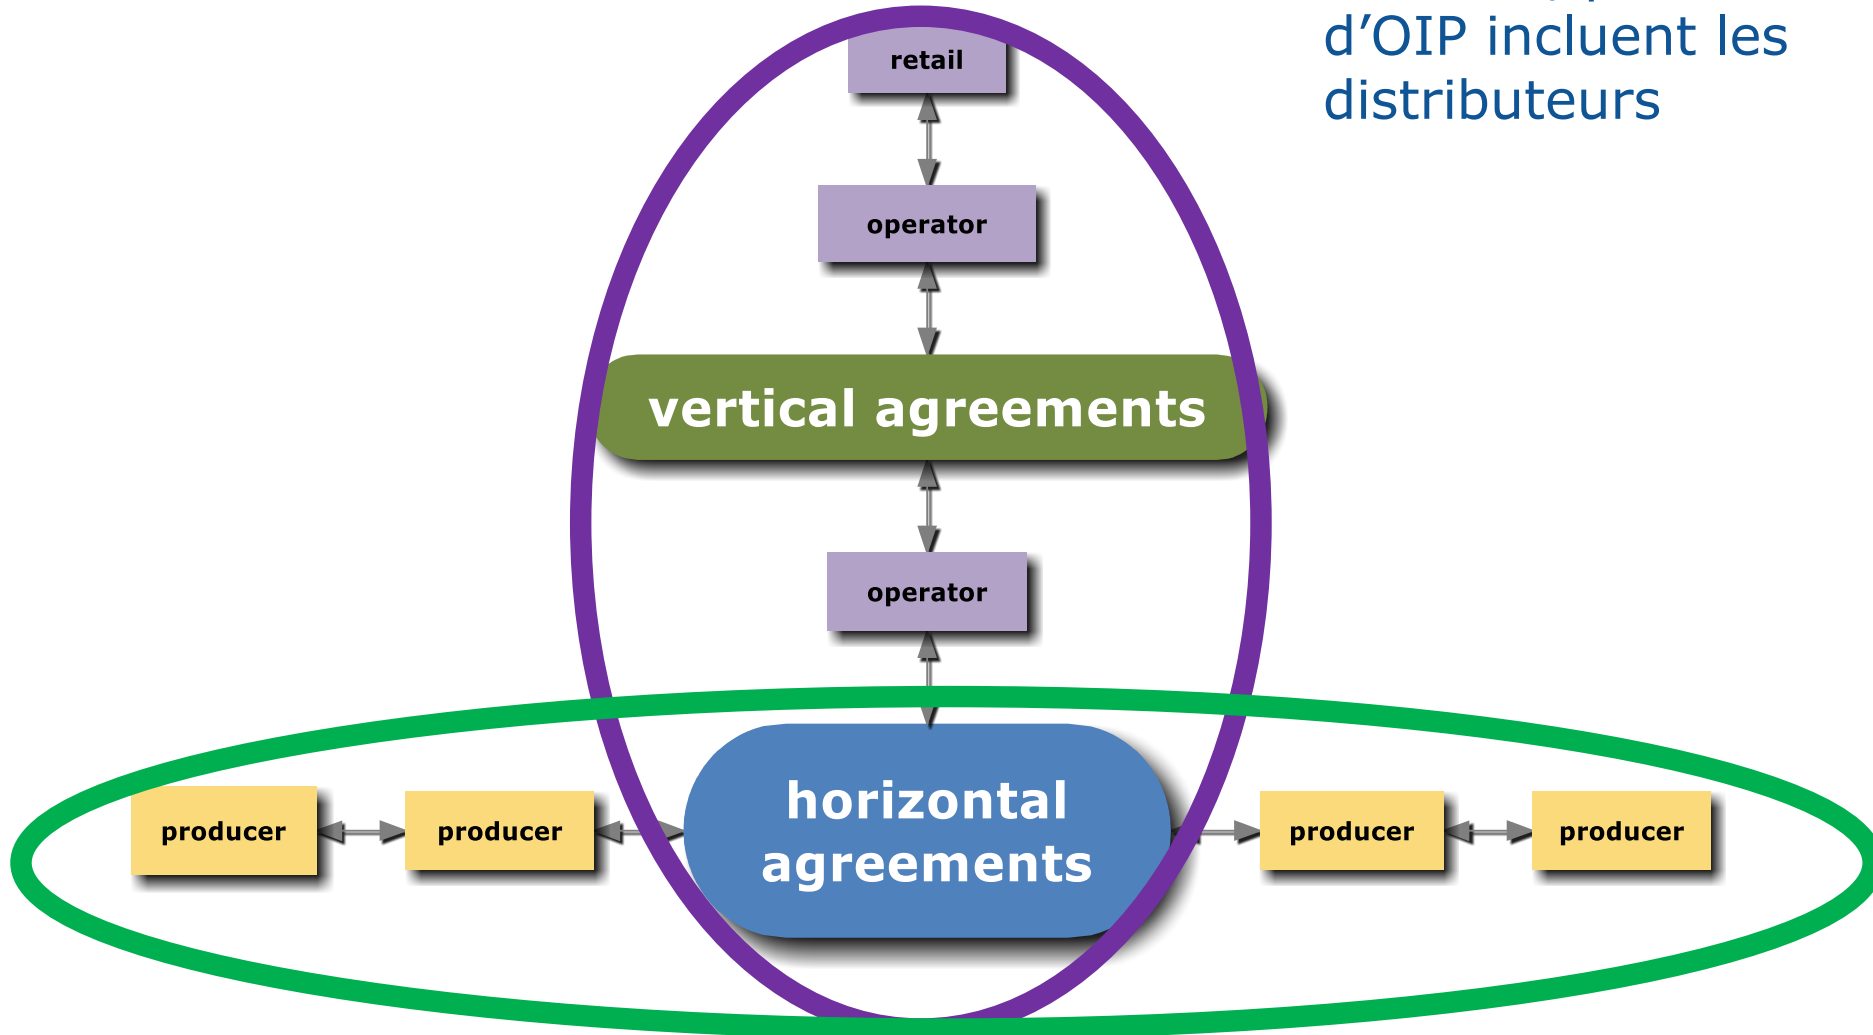 d’OIP incluent les
distributeurs
retail
operator
vertical agreements
operator
horizontal
agreements
producer
producer
producer
producer